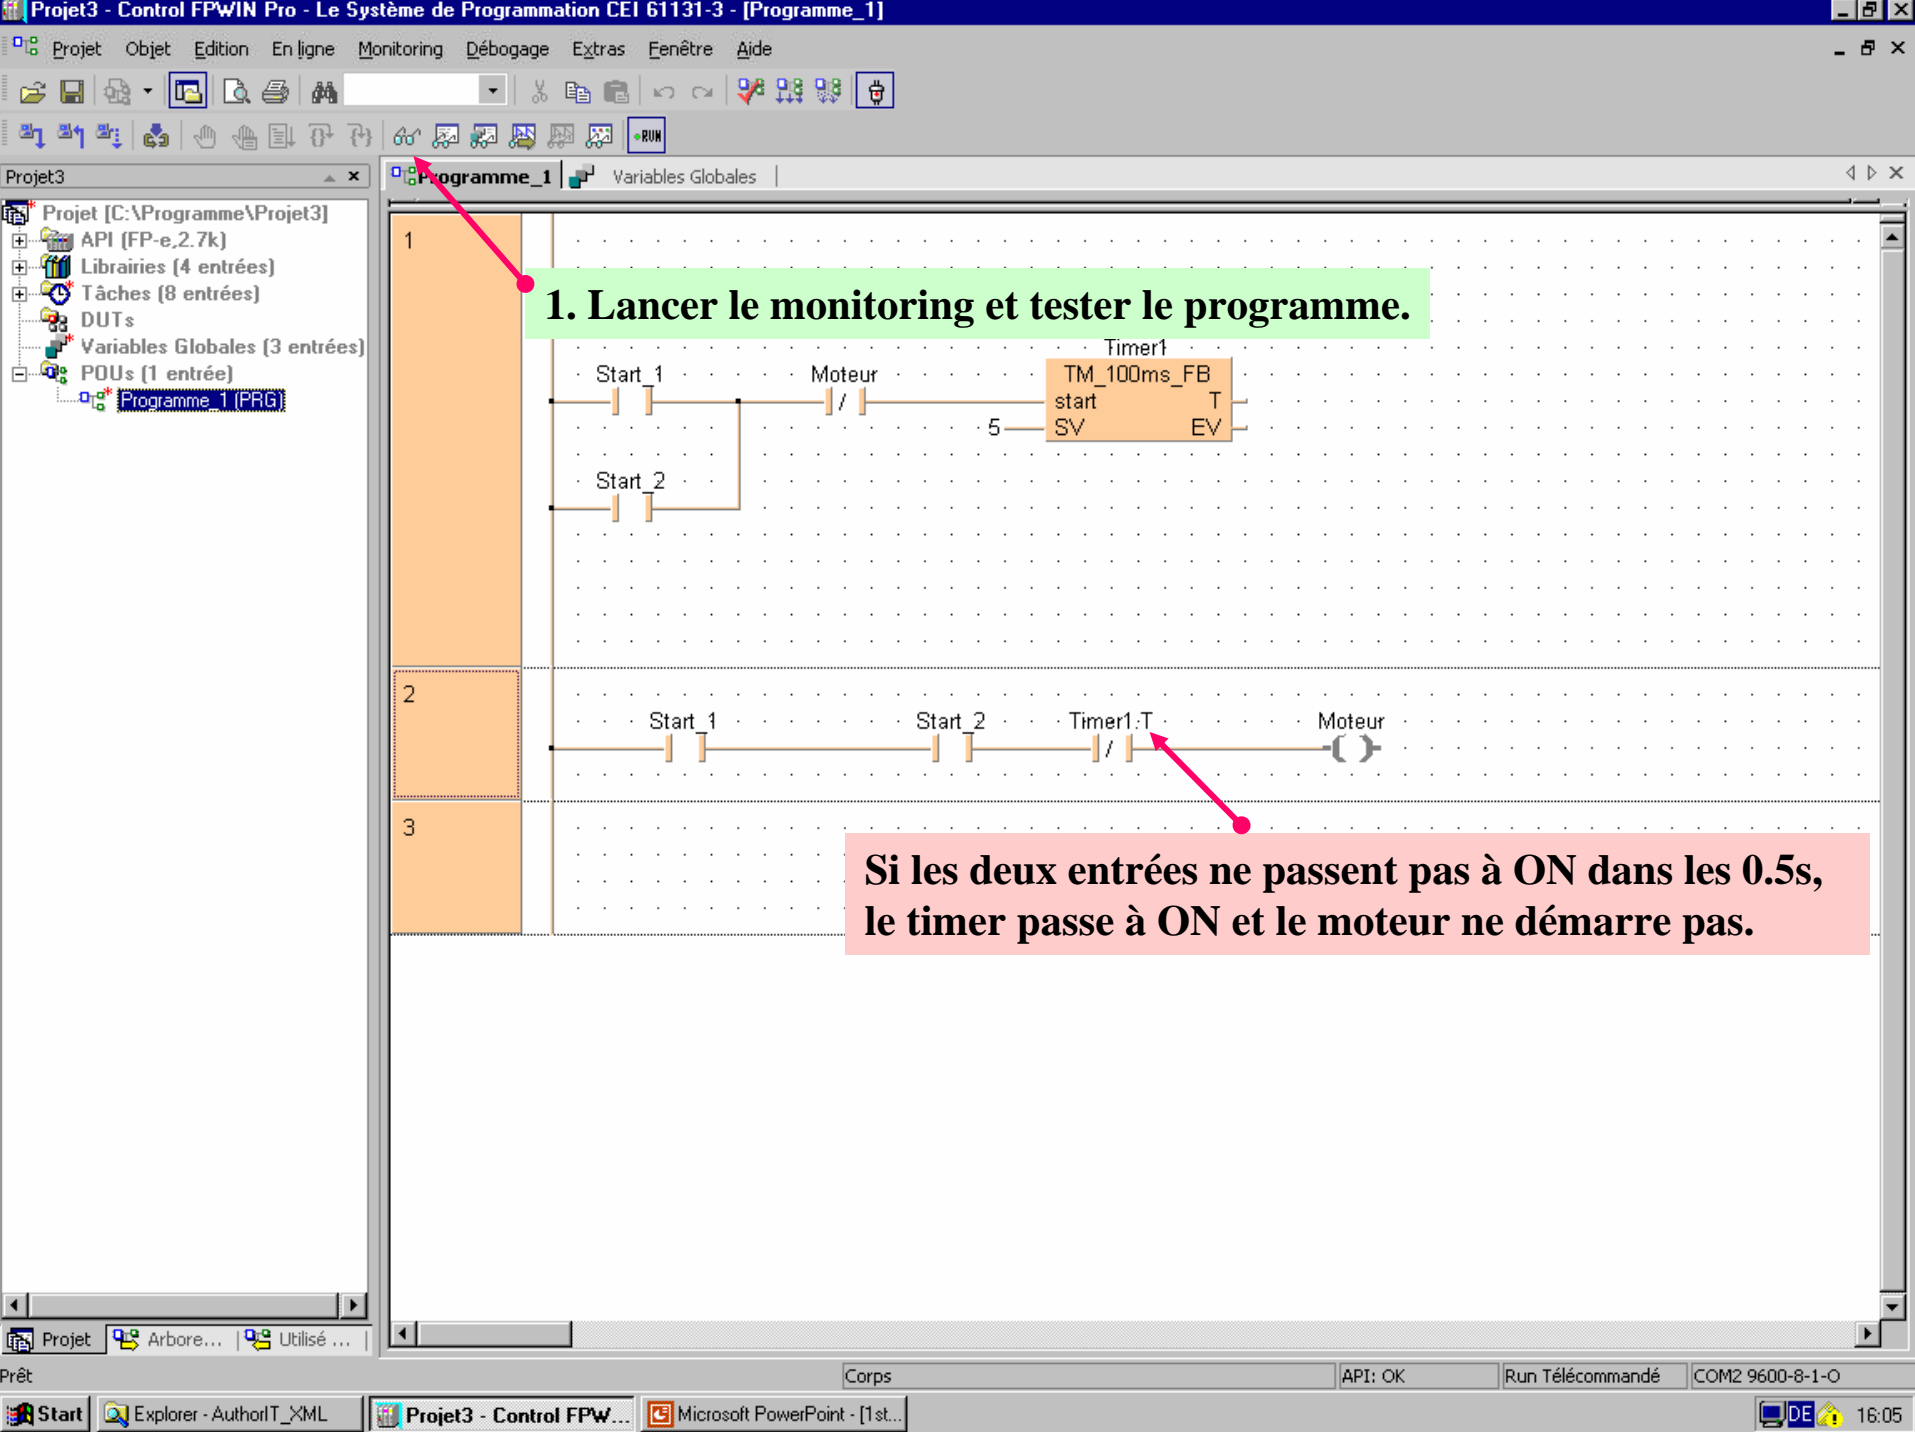 Projet3 - Control FPWIN Pro - Le Système de Programmation CEI 61131-3 - [Programme_1]
Projet Objet Edition En ligne Monitoring Débogage Extras Fenêtre Aide
RUN
Projet3
Programme_1 Variables Globales
Projet [C:\Programme\Projet3]
API (FP-e,2.7k)
Librairies (4 entrées)
Tâches (8 entrées)
DUTs
Variables Globales (3 entrées)
POUs (1 entrée)
Programme_1 (PRG)
1
1. Lancer le monitoring et tester le programme.
Timer1
Start_1 Moteur TM_100ms_FB
start T
5 SV EV
Start_2
2
Start_1 Start_2 Timer1.T Moteur
3
Si les deux entrées ne passent pas à ON dans les 0.5s,
le timer passe à ON et le moteur ne démarre pas.
Projet Arbore... Utilisé ...
Prêt Corps API: OK Run Télécommandé COM2 9600-8-1-O
Start Explorer - AuthorIT_XML Projet3 - Control FPW... Microsoft PowerPoint - [1st... DE 16:05